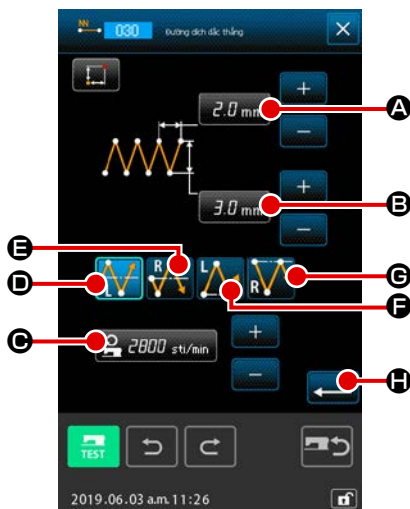 NN 030 Đường dích dắc thẳng
2.0 mm
A
3.0 mm
B
E
D
L
R
L
R
G
F
C
2800 sti/min
H
TEST
2019.06.03 a.m. 11:26